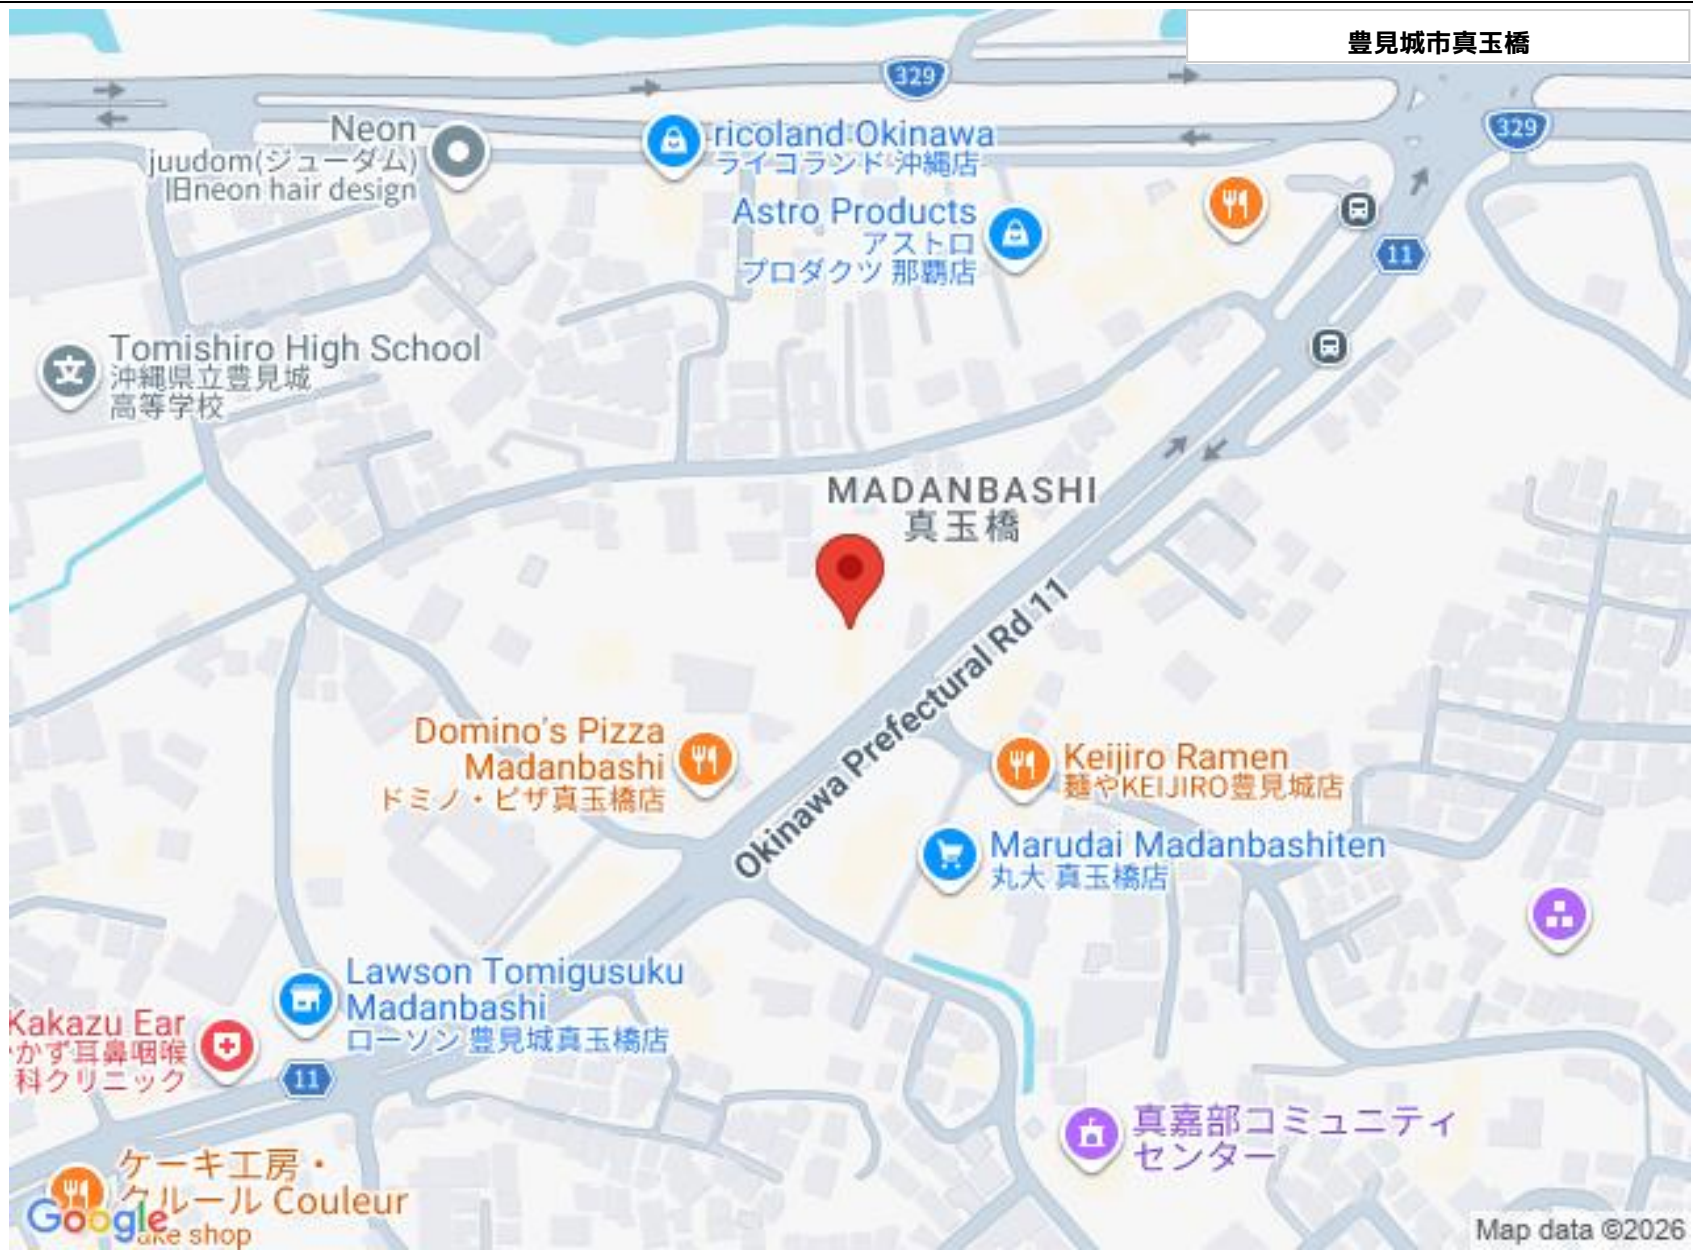 豊見城市真玉橋
329
329
Neon
juudom(ジューダム)
旧neon hair design
ricoland Okinawa
ライコランド 沖縄店
Astro Products
アストロ
プロダクツ 那覇店
11
Tomishiro High School
沖縄県立豊見城
高等学校
MADANBASHI
真玉橋
Okinawa Prefectural Rd 11
Domino's Pizza
Madanbashi
ドミノ・ピザ真玉橋店
Keijiro Ramen
麺やKEIJIRO豊見城店
Marudai Madanbashiten
丸大 真玉橋店
Lawson Tomigusuku
Madanbashi
ローソン 豊見城真玉橋店
Kakazu Ear
かかず耳鼻咽喉
科クリニック
11
真嘉部コミュニティ
センター
ケーキ工房・
クルール Couleur
Cake shop
Google
Map data ©2026